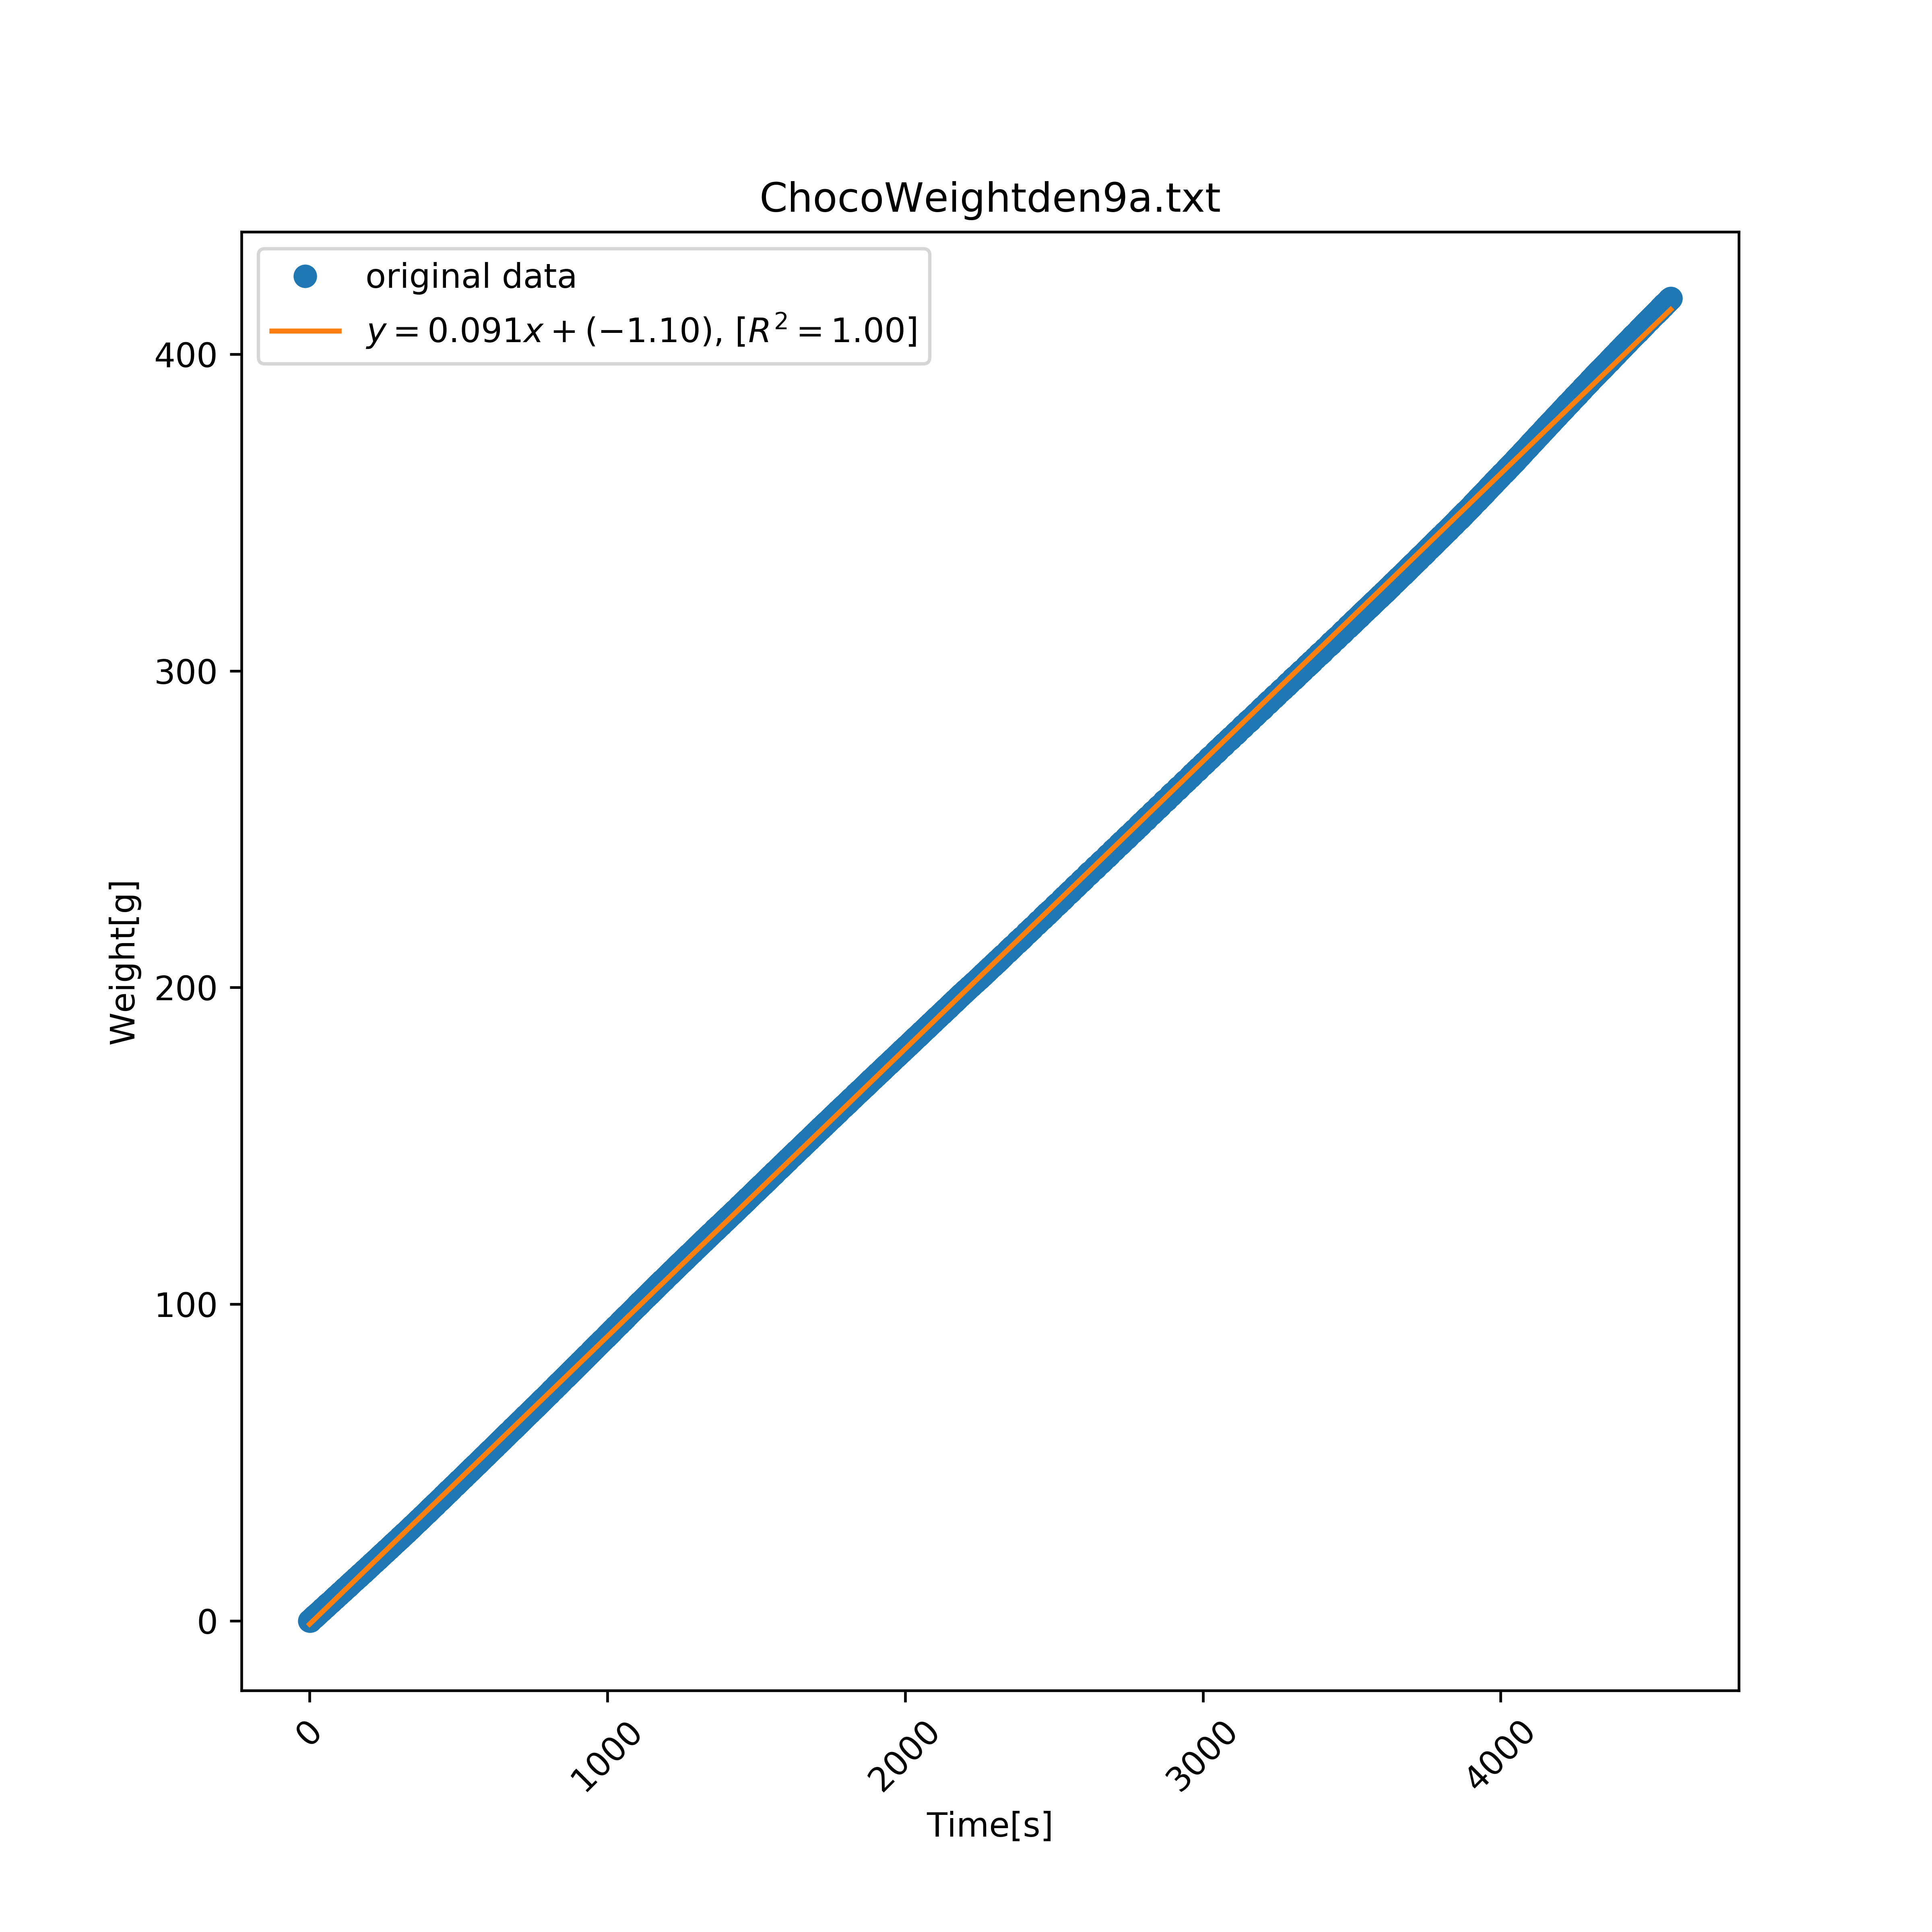 ChocoWeightden9a.txt
original data
y = 0.091x + (−1.10), [R² = 1.00]
Weight[g]
400
300
200
100
0
0
1000
2000
3000
4000
Time[s]